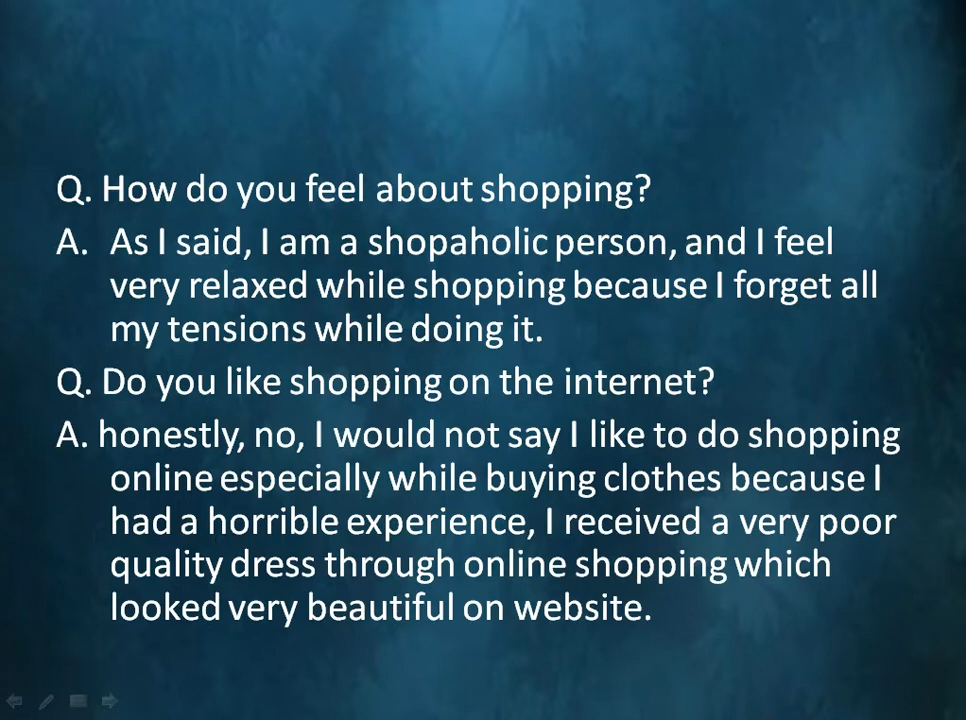 Q. How do you feel about shopping?
A. As I said, I am a shopaholic person, and I feel
very relaxed while shopping because I forget all
my tensions while doing it.
Q. Do you like shopping on the internet?
A. honestly, no, I would not say I like to do shopping
online especially while buying clothes because I
had a horrible experience, I received a very poor
quality dress through online shopping which
looked very beautiful on website.